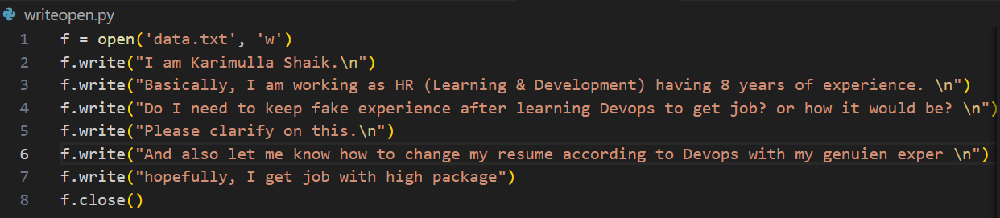 writeopen.py
1 f = open('data.txt', 'w')
2 f.write("I am Karimulla Shaik.\n")
3 f.write("Basically, I am working as HR (Learning & Development) having 8 years of experience. \n")
4 f.write("Do I need to keep fake experience after learning Devops to get job? or how it would be? \n")
5 f.write("Please clarify on this.\n")
6 f.write("And also let me know how to change my resume according to Devops with my genuien exper \n")
7 f.write("hopefully, I get job with high package")
8 f.close()